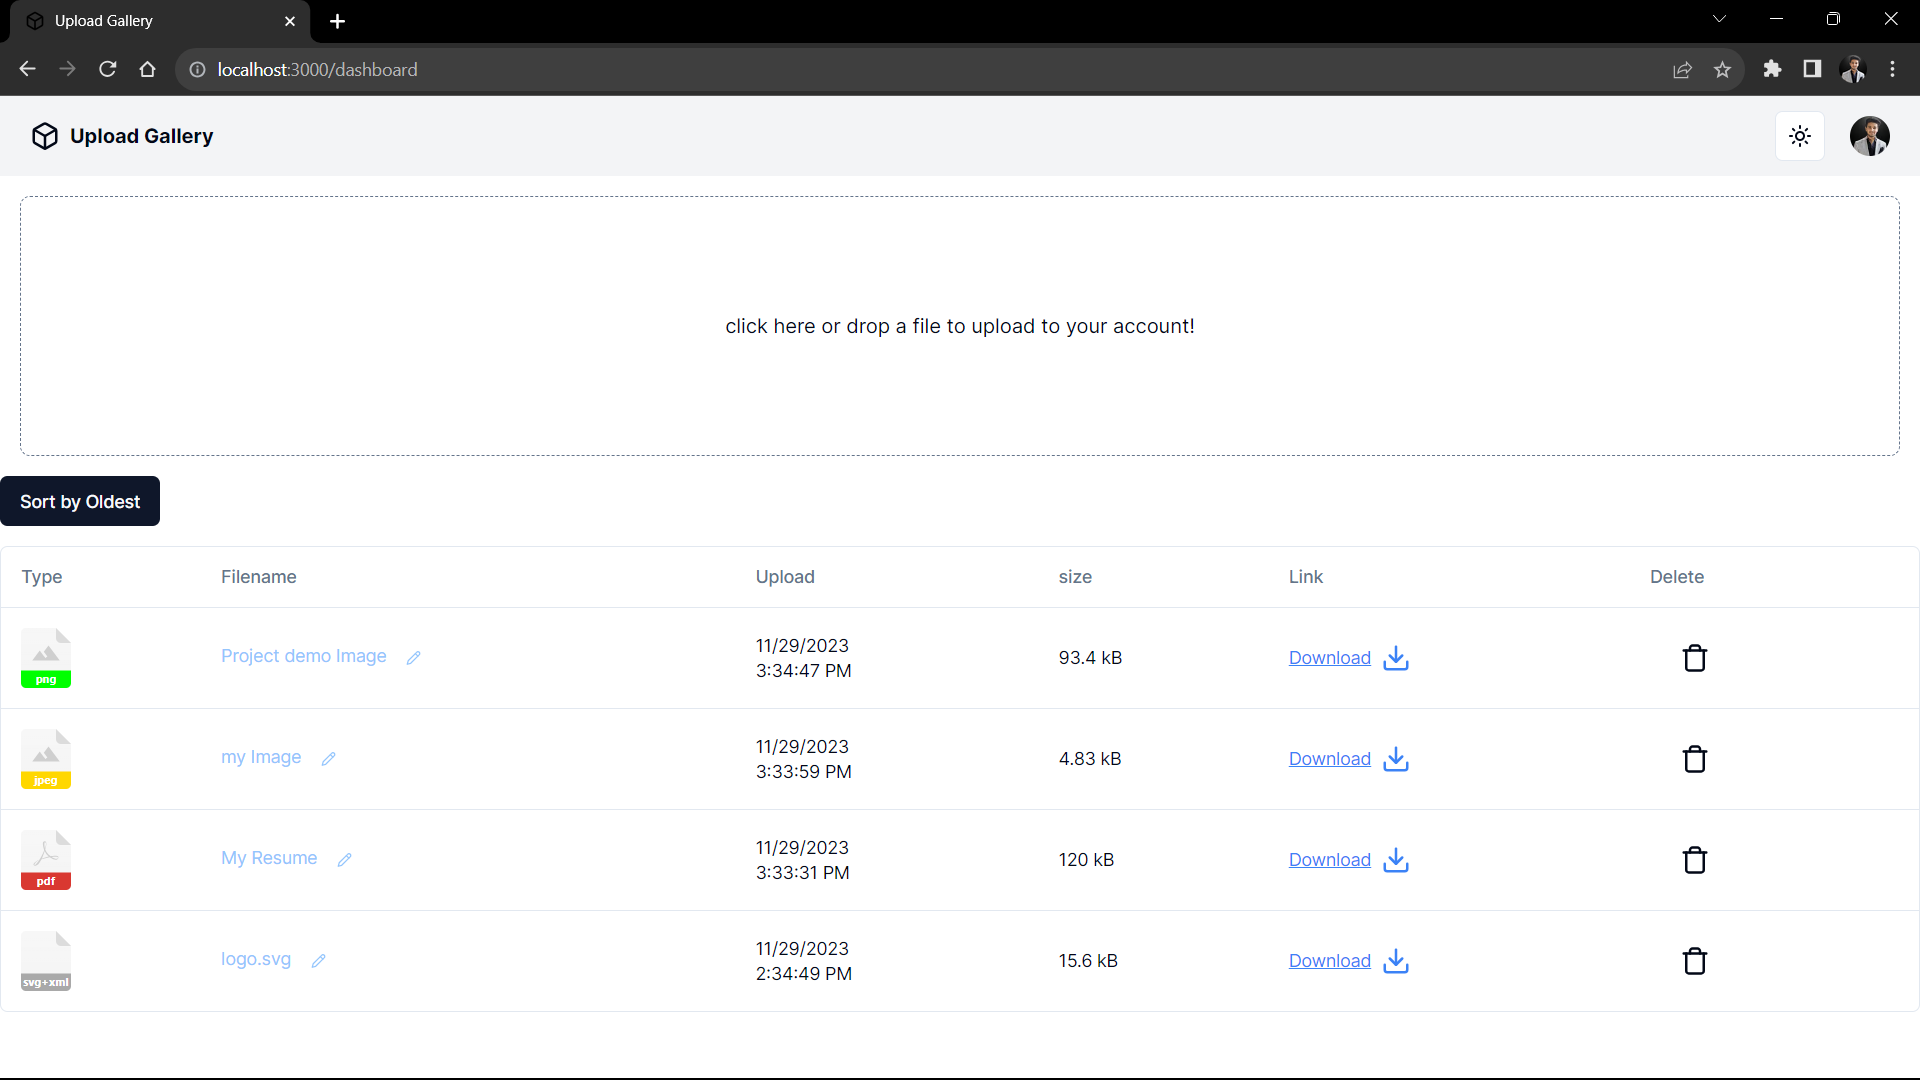 Upload Gallery
localhost:3000/dashboard
Upload Gallery
click here or drop a file to upload to your account!
Sort by Oldest
Type Filename Upload size Link Delete
png Project demo Image 11/29/2023 3:34:47 PM 93.4 kB Download
jpeg my Image 11/29/2023 3:33:59 PM 4.83 kB Download
pdf My Resume 11/29/2023 3:33:31 PM 120 kB Download
svg+xml logo.svg 11/29/2023 2:34:49 PM 15.6 kB Download